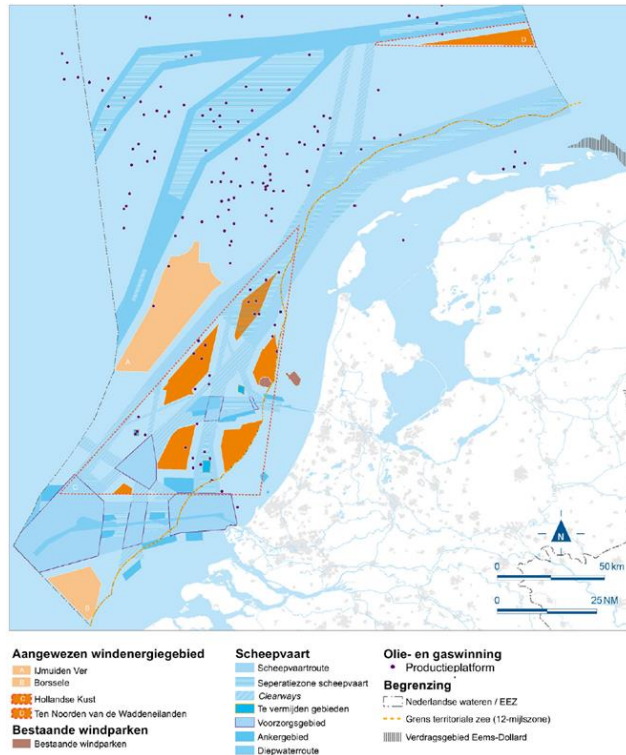 D
A
C
B
N
0 50 km
0 25 NM
Aangewezen windenergiegebied
A IJmuiden Ver
B Borssele
C Hollandse Kust
D Ten Noorden van de Waddeneilanden
Bestaande windparken
Bestaande windparken
Scheepvaart
Scheepvaartroute
Seperatiezone scheepvaart
Clearways
Te vermijden gebieden
Voorzorgsgebied
Ankergebied
Diepwaterroute
Olie- en gaswinning
Productieplatform
Begrenzing
Nederlandse wateren / EEZ
Grens territoriale zee (12-mijlszone)
Verdragsgebied Eems-Dollard